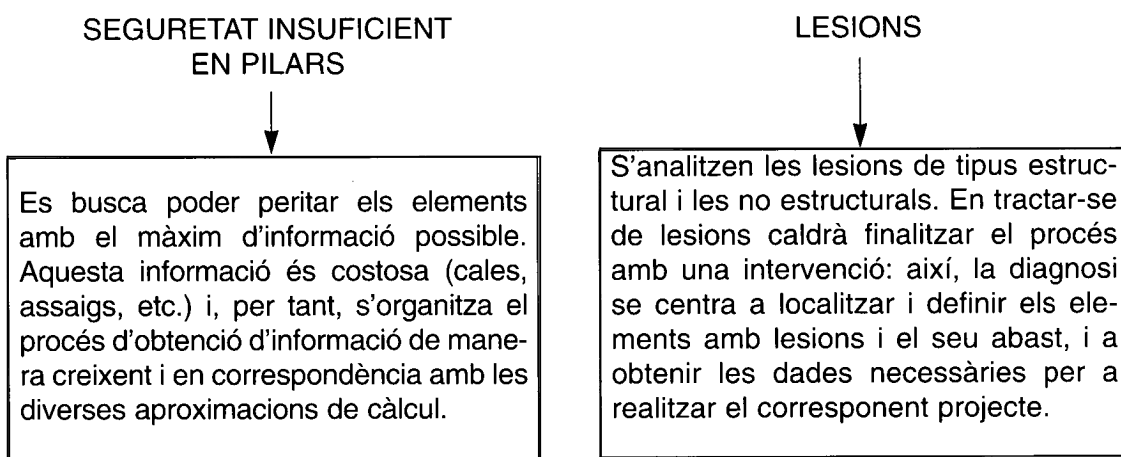 SEGURETAT INSUFICIENT
EN PILARS
Es busca poder peritar els elements
amb el màxim d'informació possible.
Aquesta informació és costosa (cales,
assaigs, etc.) i, per tant, s'organitza el
procés d'obtenció d'informació de mane-
ra creixent i en correspondència amb les
diverses aproximacions de càlcul.
LESIONS
S'analitzen les lesions de tipus estruc-
tural i les no estructurals. En tractar-se
de lesions caldrà finalitzar el procés
amb una intervenció: així, la diagnosi
se centra a localitzar i definir els ele-
ments amb lesions i el seu abast, i a
obtenir les dades necessàries per a
realitzar el corresponent projecte.